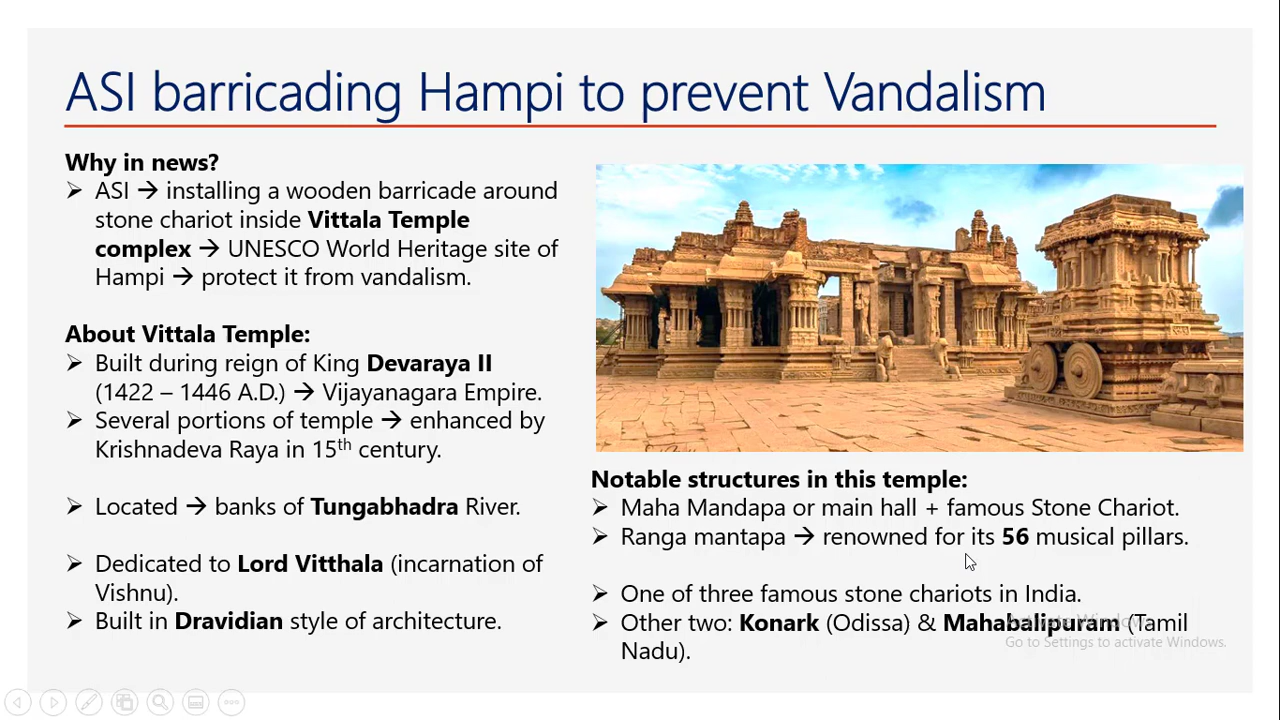 ASI barricading Hampi to prevent Vandalism
Why in news?
➢ ASI → installing a wooden barricade around
stone chariot inside Vittala Temple
complex → UNESCO World Heritage site of
Hampi → protect it from vandalism.
About Vittala Temple:
➢ Built during reign of King Devaraya II
(1422 – 1446 A.D.) → Vijayanagara Empire.
➢ Several portions of temple → enhanced by
Krishnadeva Raya in 15th century.
➢ Located → banks of Tungabhadra River.
➢ Dedicated to Lord Vitthala (incarnation of
Vishnu).
➢ Built in Dravidian style of architecture.
Notable structures in this temple:
➢ Maha Mandapa or main hall + famous Stone Chariot.
➢ Ranga mantapa → renowned for its 56 musical pillars.
➢ One of three famous stone chariots in India.
➢ Other two: Konark (Odissa) & Mahabalipuram (Tamil
Nadu).
Activate Windows
Go to Settings to activate Windows.